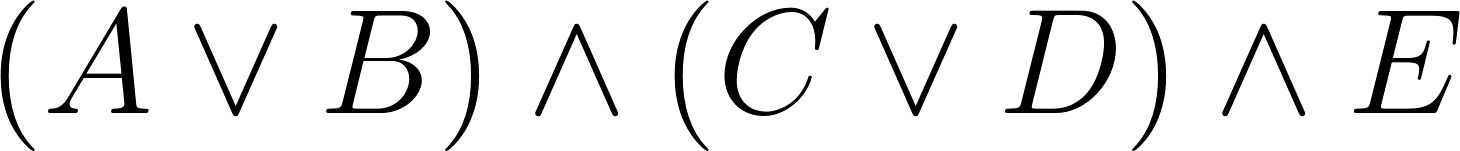 (A ∨ B) ∧ (C ∨ D) ∧ E